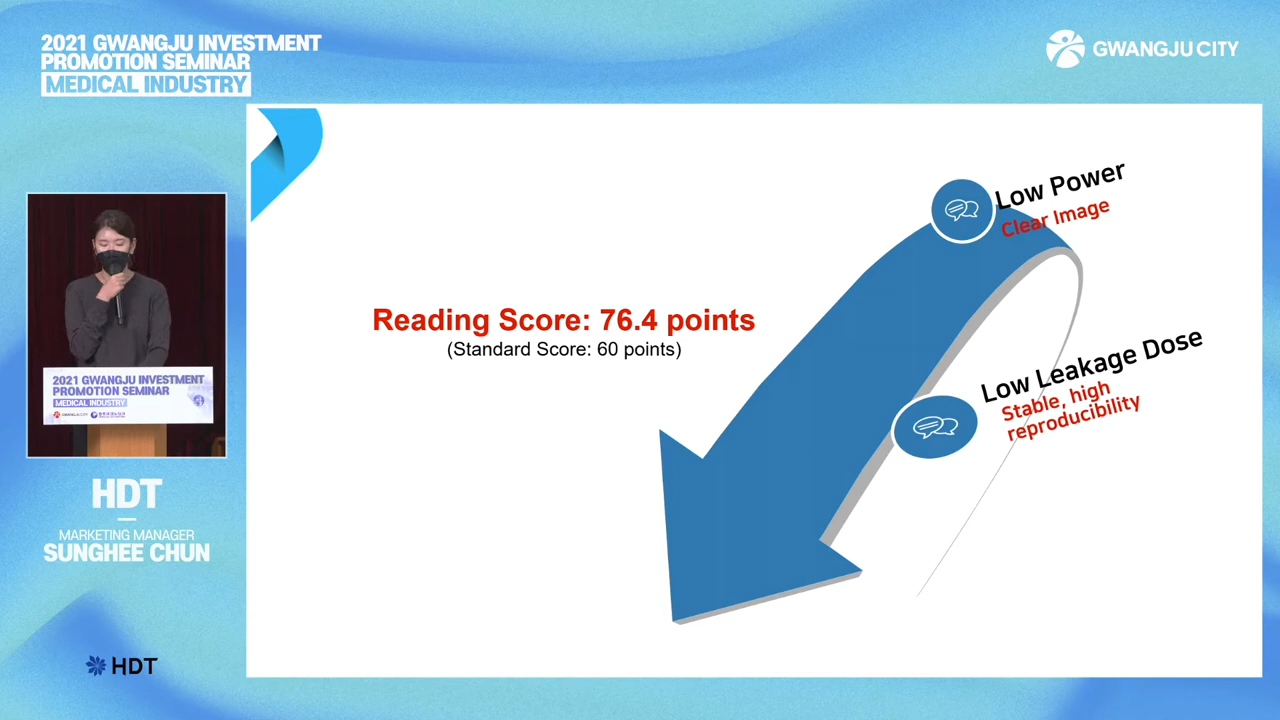 2021 GWANGJU INVESTMENT
PROMOTION SEMINAR
MEDICAL INDUSTRY
GWANGJU CITY
Low Power
Clear Image
Reading Score: 76.4 points
(Standard Score: 60 points)
Low Leakage Dose
Stable, high
reproducibility
2021 GWANGJU INVESTMENT
PROMOTION SEMINAR
MEDICAL INDUSTRY
GWANGJU CITY
HDT
MARKETING MANAGER
SUNGHEE CHUN
HDT